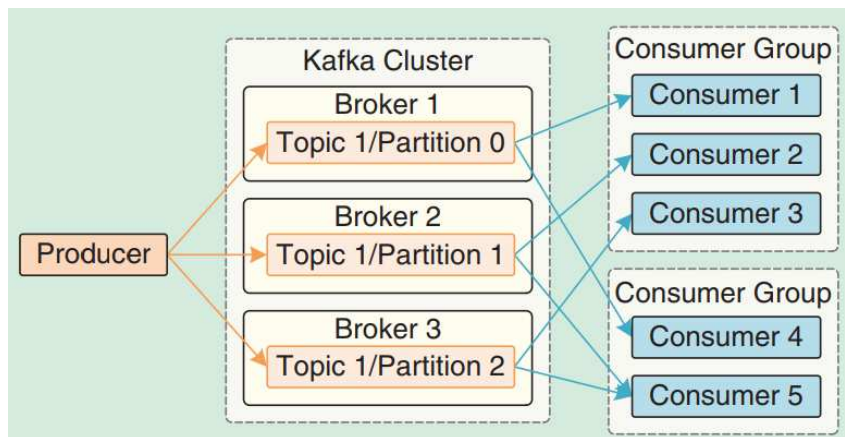 Producer
Kafka Cluster
Broker 1
Topic 1/Partition 0
Broker 2
Topic 1/Partition 1
Broker 3
Topic 1/Partition 2
Consumer Group
Consumer 1
Consumer 2
Consumer 3
Consumer Group
Consumer 4
Consumer 5